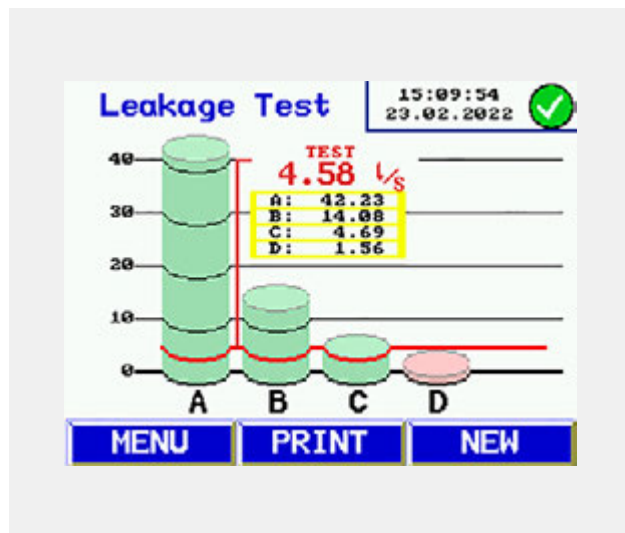 Leakage Test
15:09:54
23.02.2022
TEST
4.58 l/s
A: 42.23
B: 14.08
C: 4.69
D: 1.56
40
30
20
10
0
A B C D
MENU PRINT NEW